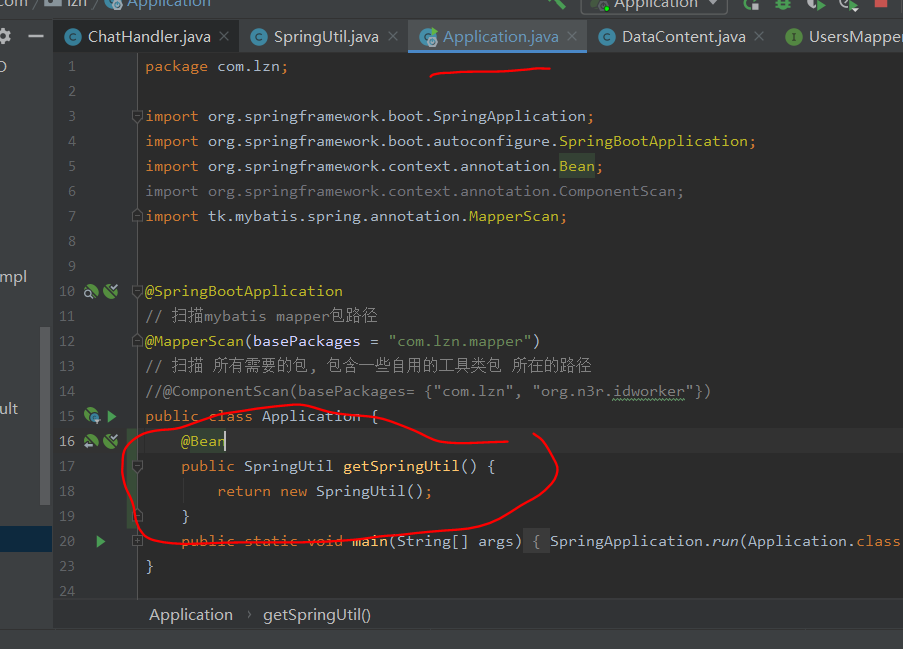 com / lzn / Application
Application
ChatHandler.java SpringUtil.java Application.java DataContent.java UsersMapper
1 package com.lzn;
2
3 import org.springframework.boot.SpringApplication;
4 import org.springframework.boot.autoconfigure.SpringBootApplication;
5 import org.springframework.context.annotation.Bean;
6 import org.springframework.context.annotation.ComponentScan;
7 import tk.mybatis.spring.annotation.MapperScan;
8
9
10 @SpringBootApplication
11 // 扫描mybatis mapper包路径
12 @MapperScan(basePackages = "com.lzn.mapper")
13 // 扫描 所有需要的包, 包含一些自用的工具类包 所在的路径
14 //@ComponentScan(basePackages= {"com.lzn", "org.n3r.idworker"})
15 public class Application {
16 @Bean
17 public SpringUtil getSpringUtil() {
18 return new SpringUtil();
19 }
20 public static void main(String[] args) { SpringApplication.run(Application.class
23 }
24
mpl
ult
Application › getSpringUtil()